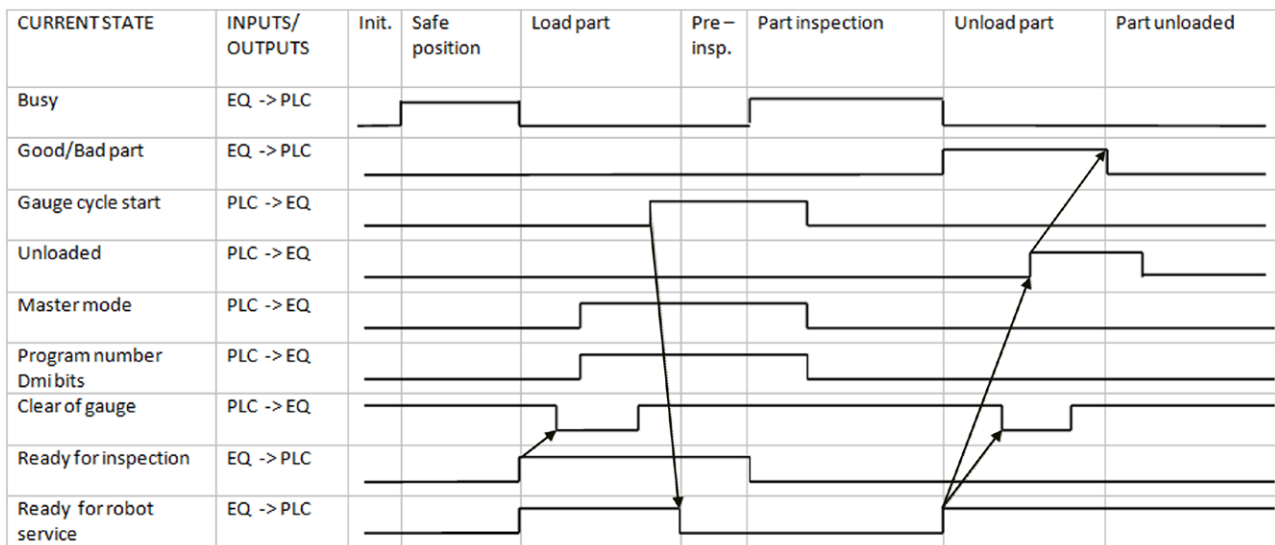 CURRENT STATE INPUTS/ Init. Safe Load part Pre – Part inspection Unload part Part unloaded
OUTPUTS position insp.
Busy EQ -> PLC
Good/Bad part EQ -> PLC
Gauge cycle start PLC -> EQ
Unloaded PLC -> EQ
Master mode PLC -> EQ
Program number PLC -> EQ
Dmi bits
Clear of gauge PLC -> EQ
Ready for inspection EQ -> PLC
Ready for robot EQ -> PLC
service